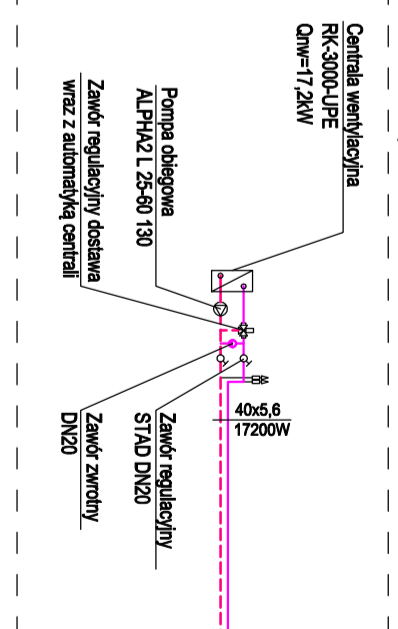 Centrala wentylacyjna
RK-3000-UPE
Qnw=17,2kW
Pompa obiegowa
ALPHA2 L 25-60 130
Zawór regulacyjny dostawa
wraz z automatyką centrali
40x5,6
17200W
Zawór regulacyjny
STAD DN20
Zawór zwrotny
DN20